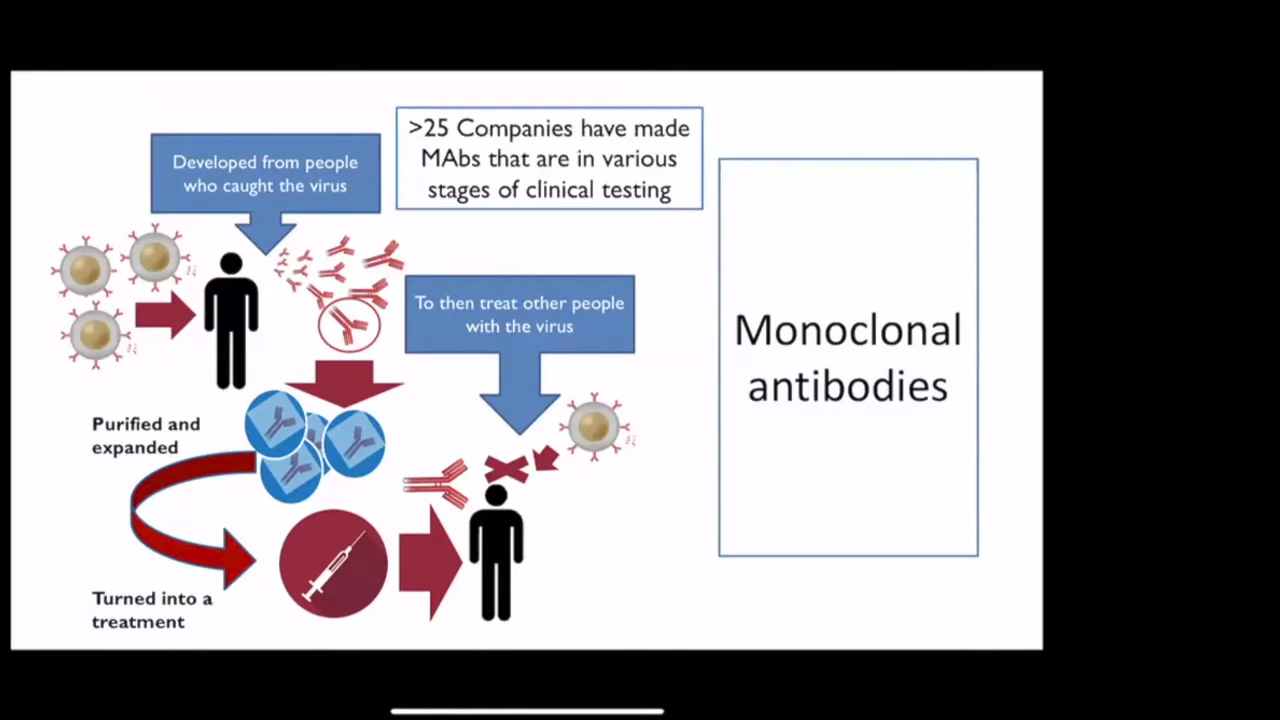 >25 Companies have made
MAbs that are in various
stages of clinical testing
Developed from people
who caught the virus
To then treat other people
with the virus
Monoclonal
antibodies
Purified and
expanded
Turned into a
treatment